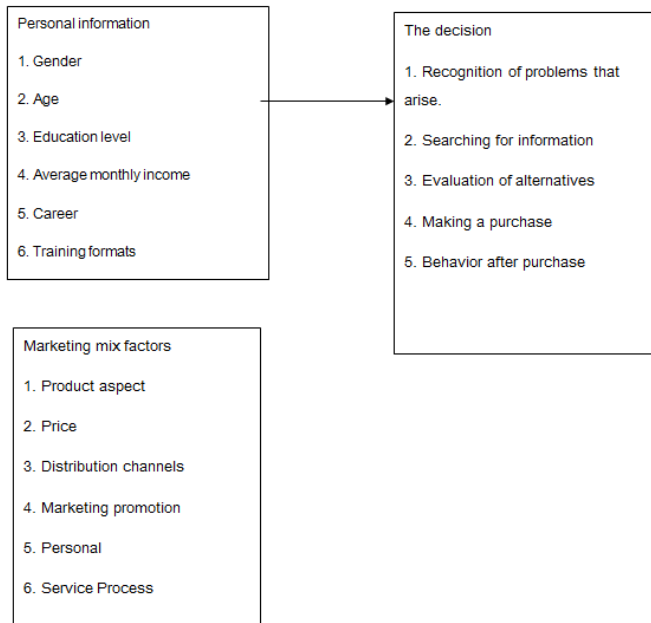 Personal information
1. Gender
2. Age
3. Education level
4. Average monthly income
5. Career
6. Training formats
The decision
1. Recognition of problems that
arise.
2. Searching for information
3. Evaluation of alternatives
4. Making a purchase
5. Behavior after purchase
Marketing mix factors
1. Product aspect
2. Price
3. Distribution channels
4. Marketing promotion
5. Personal
6. Service Process